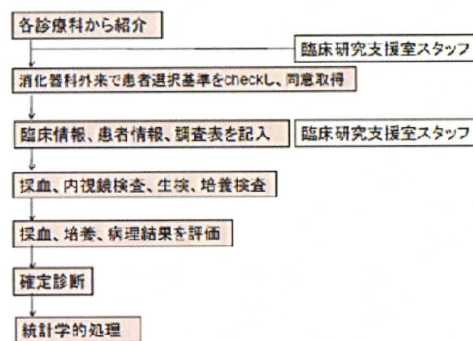 各診療科から紹介
臨床研究支援室スタッフ
消化器科外来で患者選択基準をcheckし、同意取得
臨床情報、患者情報、調査表を記入
臨床研究支援室スタッフ
採血、内視鏡検査、生検、培養検査
採血、培養、病理結果を評価
確定診断
統計学的処理